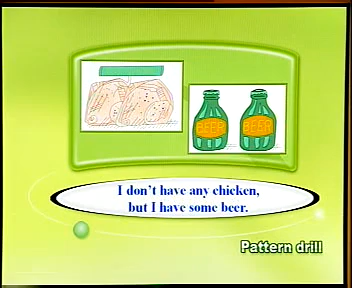 BEER BEER
I don't have any chicken,
but I have some beer.
Pattern drill